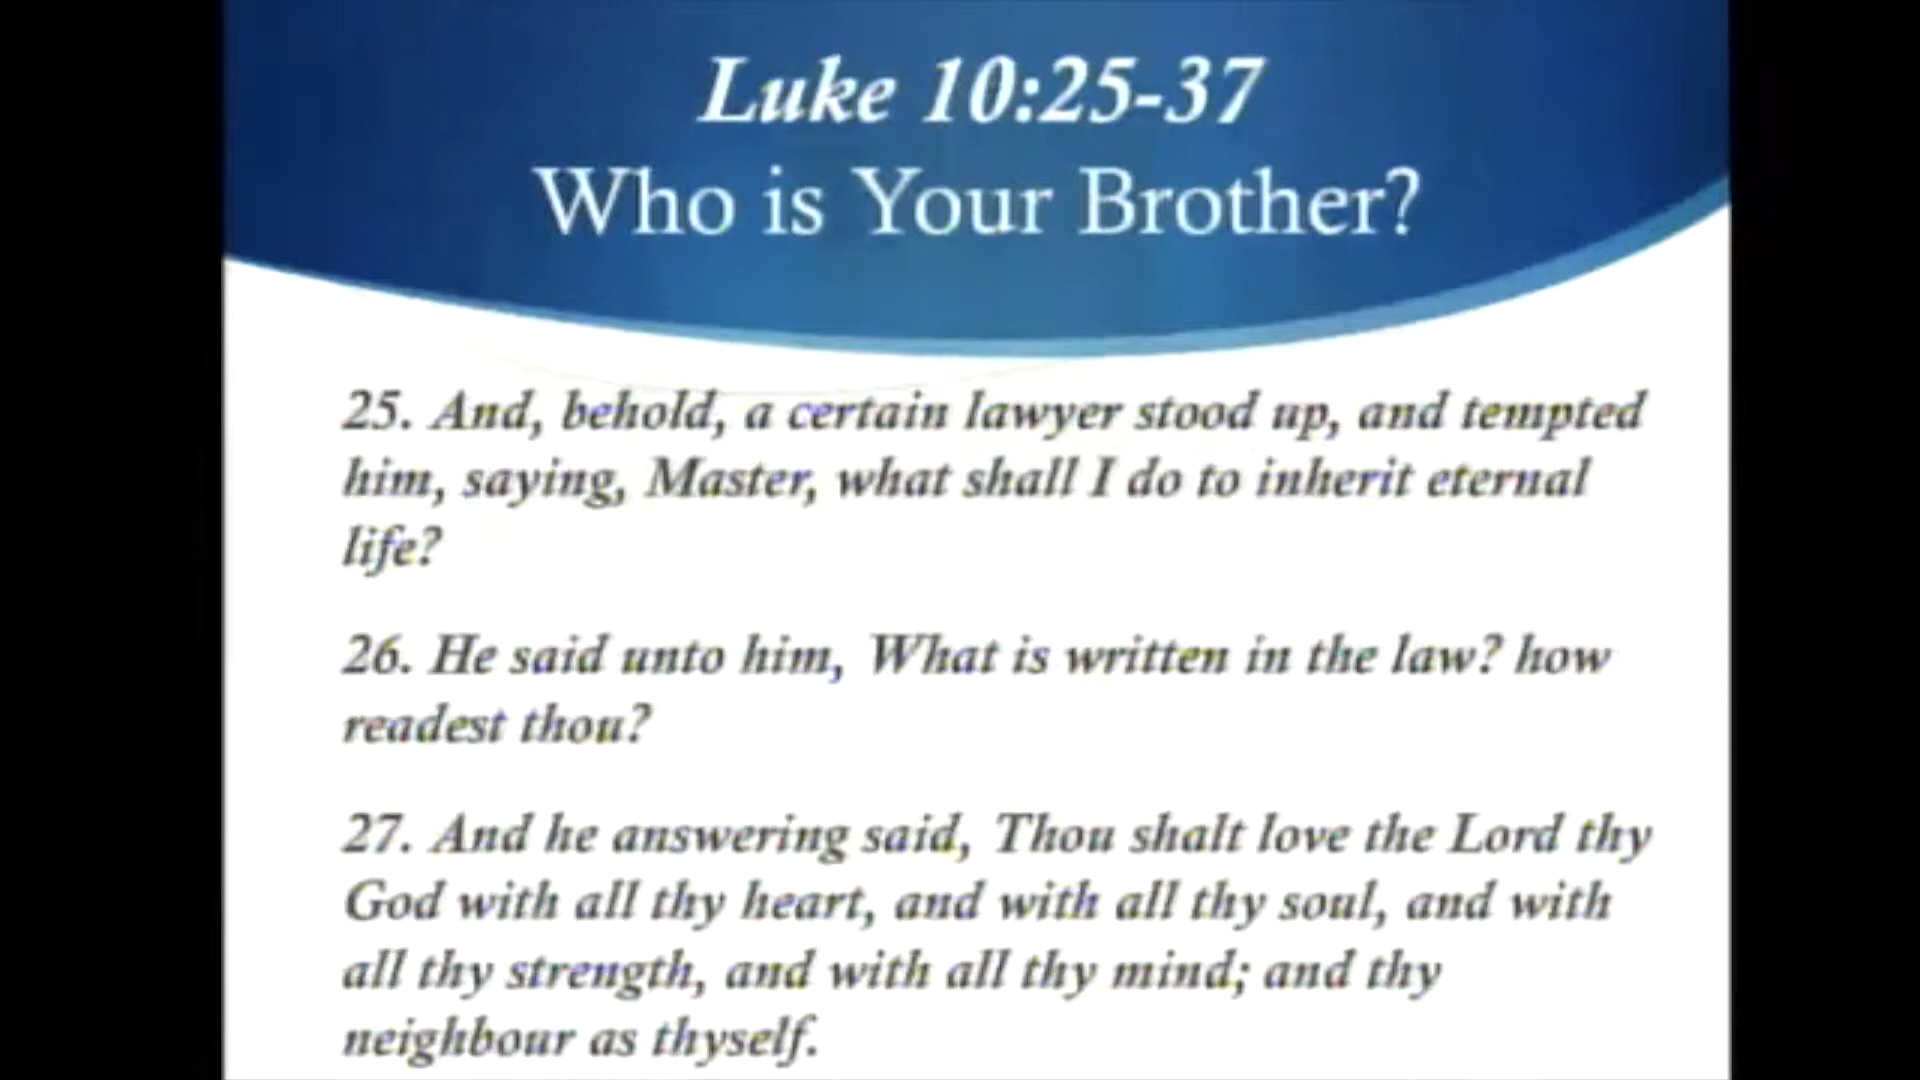 Luke 10:25-37
Who is Your Brother?
25. And, behold, a certain lawyer stood up, and tempted
him, saying, Master, what shall I do to inherit eternal
life?
26. He said unto him, What is written in the law? how
readest thou?
27. And he answering said, Thou shalt love the Lord thy
God with all thy heart, and with all thy soul, and with
all thy strength, and with all thy mind; and thy
neighbour as thyself.